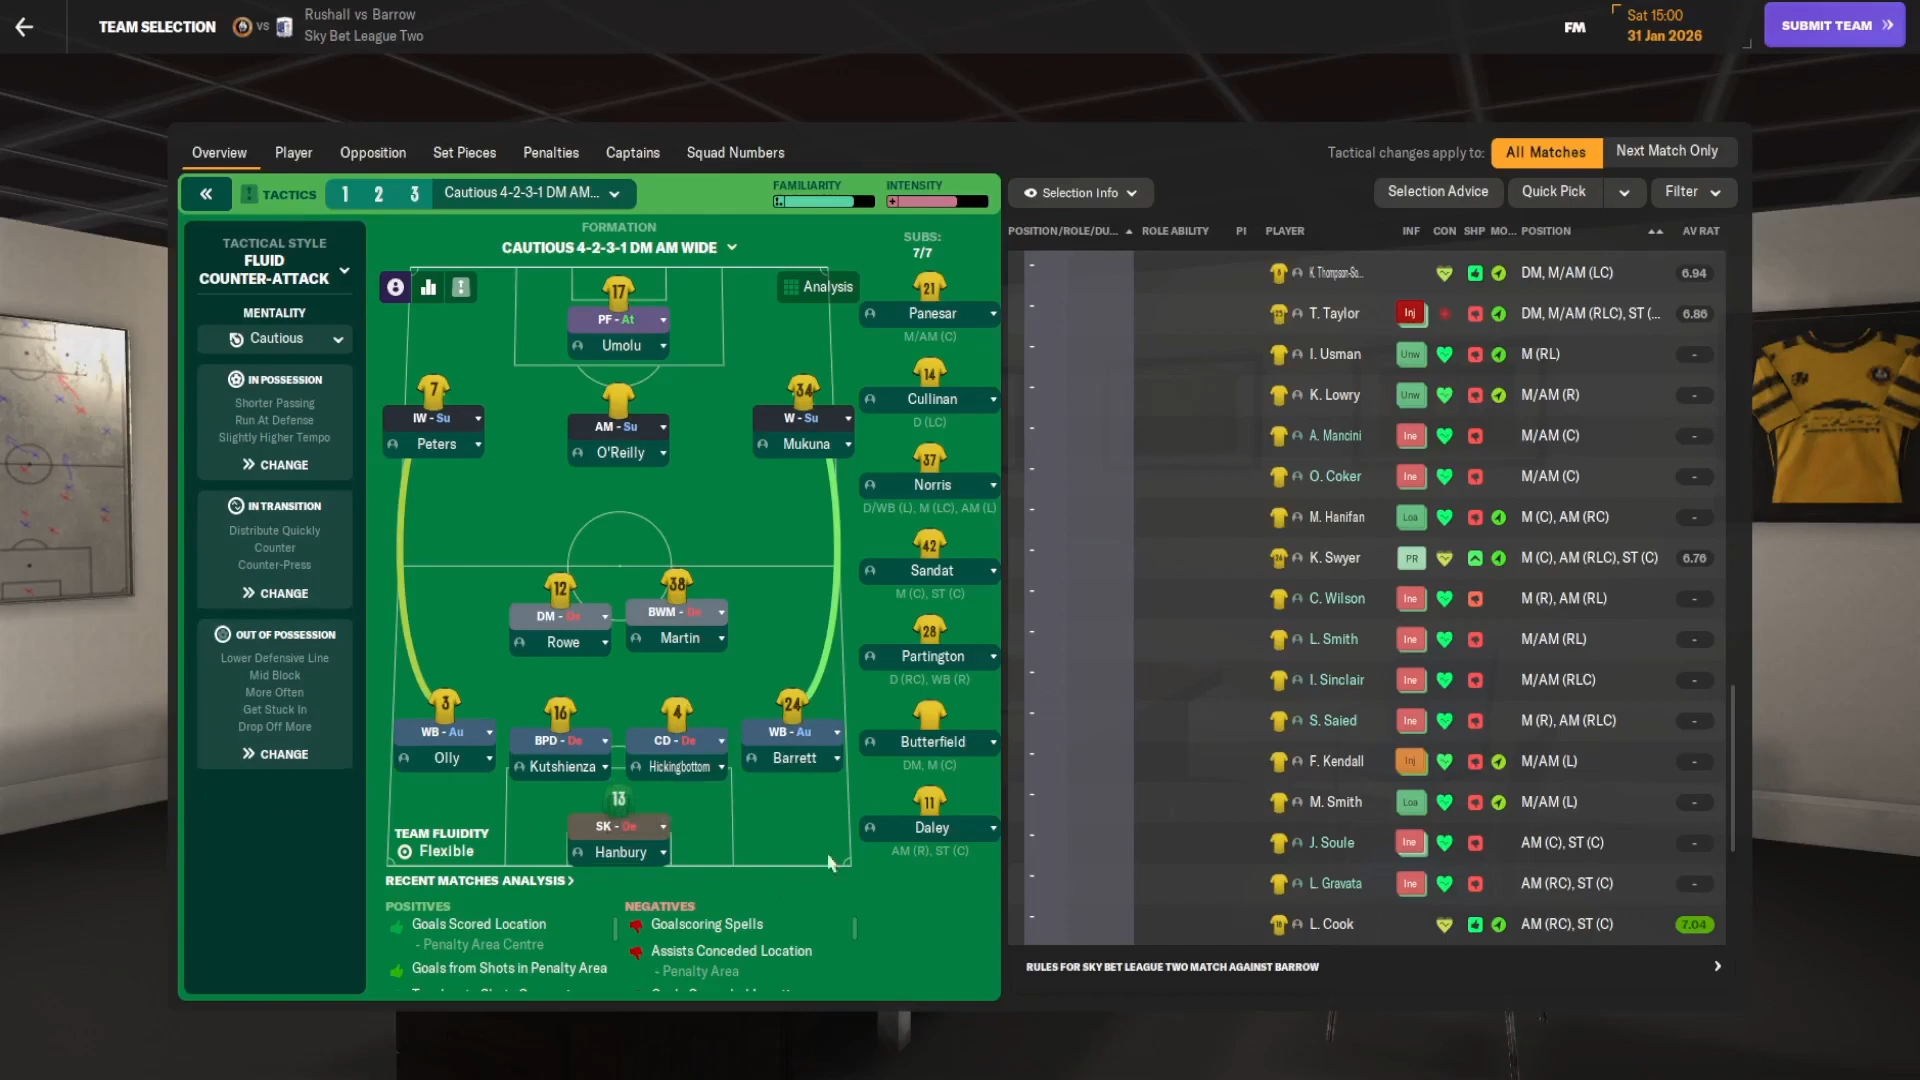 TEAM SELECTION
vs
Rushall vs Barrow
Sky Bet League Two
FM
Sat 15:00
31 Jan 2026
SUBMIT TEAM
Overview
Player
Opposition
Set Pieces
Penalties
Captains
Squad Numbers
Tactical changes apply to:
All Matches
Next Match Only
TACTICS
1
2
3
Cautious 4-2-3-1 DM AM...
FAMILIARITY
INTENSITY
Selection Info
Selection Advice
Quick Pick
Filter
TACTICAL STYLE
FLUID
COUNTER-ATTACK
MENTALITY
Cautious
IN POSSESSION
Shorter Passing
Run At Defense
Slightly Higher Tempo
CHANGE
IN TRANSITION
Distribute Quickly
Counter
Counter-Press
CHANGE
OUT OF POSSESSION
Lower Defensive Line
Mid Block
More Often
Get Stuck In
Drop Off More
CHANGE
FORMATION
CAUTIOUS 4-2-3-1 DM AM WIDE
Analysis
17
PF - At
Umolu
7
IW - Su
Peters
AM - Su
O'Reilly
34
W - Su
Mukuna
12
DM - De
Rowe
38
BWM - De
Martin
3
WB - Au
Olly
16
BPD - De
Kutshienza
4
CD - De
Hickingbottom
24
WB - Au
Barrett
13
SK - De
Hanbury
TEAM FLUIDITY
Flexible
SUBS:
7/7
21
Panesar
M/AM (C)
14
Cullinan
D (LC)
37
Norris
D/WB (L), M (LC), AM (L)
42
Sandat
M (C), ST (C)
28
Partington
D (RC), WB (R)
Butterfield
DM, M (C)
11
Daley
AM (R), ST (C)
RECENT MATCHES ANALYSIS >
POSITIVES
Goals Scored Location
- Penalty Area Centre
Goals from Shots in Penalty Area
NEGATIVES
Goalscoring Spells
Assists Conceded Location
- Penalty Area
POSITION/ROLE/DU... ROLE ABILITY PI PLAYER INF CON SHP MO... POSITION AV RAT
- K. Thompson-So... DM, M/AM (LC) 6.94
- T. Taylor Inj DM, M/AM (RLC), ST (... 6.86
- I. Usman Unw M (RL) -
- K. Lowry Unw M/AM (R) -
- A. Mancini Ine M/AM (C) -
- O. Coker Ine M/AM (C) -
- M. Hanifan Loa M (C), AM (RC) -
- K. Swyer PR M (C), AM (RLC), ST (C) 6.76
- C. Wilson Ine M (R), AM (RL) -
- L. Smith Ine M/AM (RL) -
- I. Sinclair Ine M/AM (RLC) -
- S. Saied Ine M (R), AM (RLC) -
- F. Kendall Inj M/AM (L) -
- M. Smith Loa M/AM (L) -
- J. Soule Ine AM (C), ST (C) -
- L. Gravata Ine AM (RC), ST (C) -
- L. Cook AM (RC), ST (C) 7.04
RULES FOR SKY BET LEAGUE TWO MATCH AGAINST BARROW